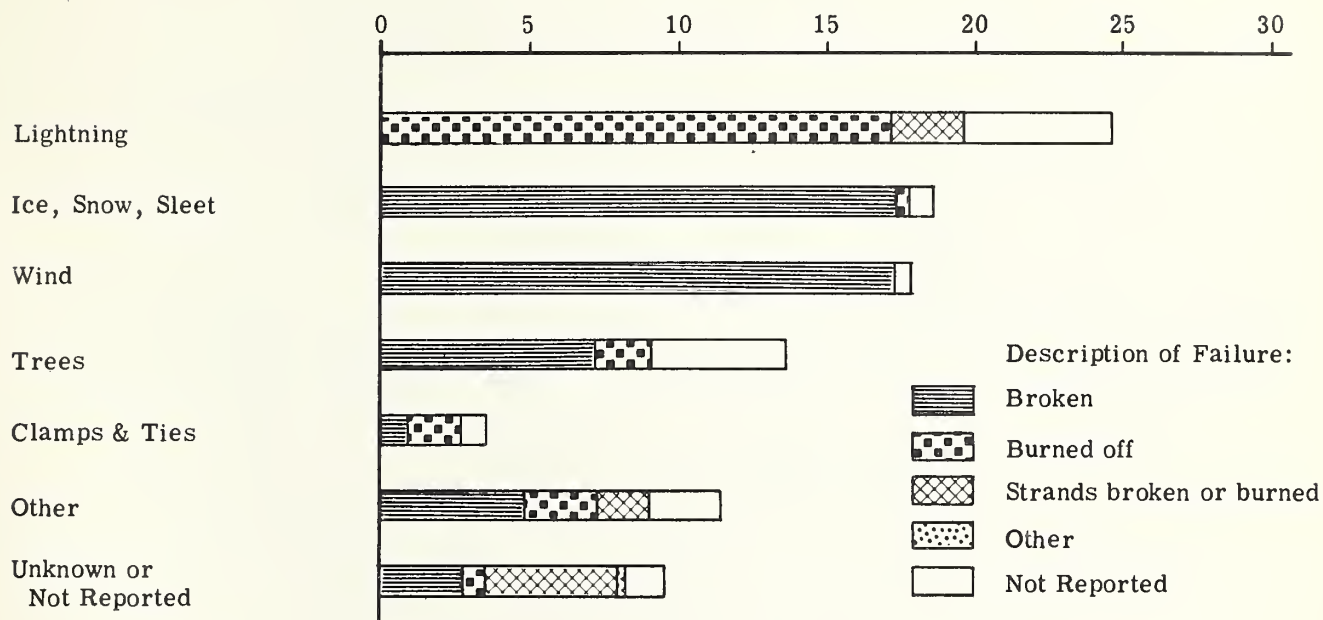 0 5 10 15 20 25 30
Lightning
Ice, Snow, Sleet
Wind
Trees
Clamps & Ties
Other
Unknown or
Not Reported
Description of Failure:
Broken
Burned off
Strands broken or burned
Other
Not Reported